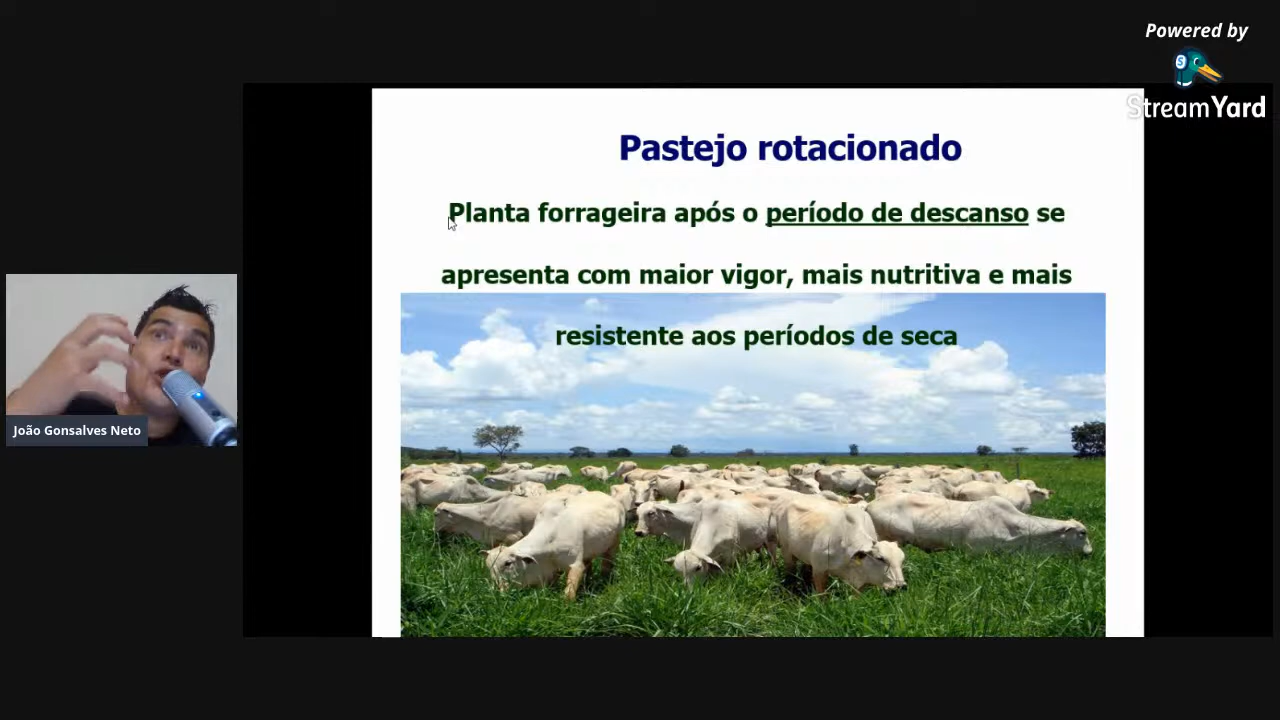 Powered by
StreamYard
Pastejo rotacionado
Planta forrageira após o período de descanso se
apresenta com maior vigor, mais nutritiva e mais
resistente aos períodos de seca
João Gonsalves Neto